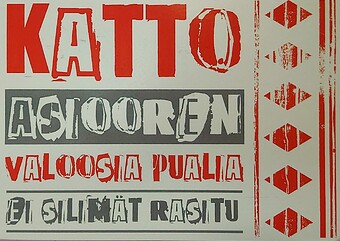 KATTO
ASIOOREN
VALOOSIA PUALIA
EI SILIMÄT RASITU